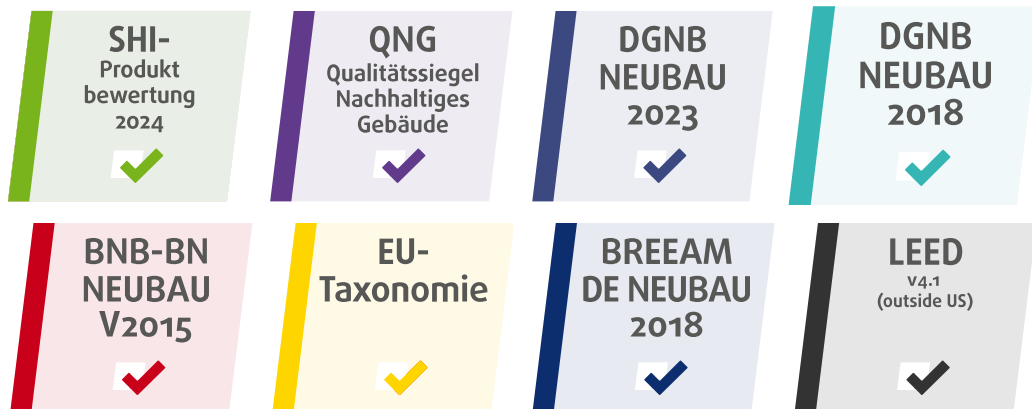 SHI-
Produkt
bewertung
2024
QNG
Qualitätssiegel
Nachhaltiges
Gebäude
DGNB
NEUBAU
2023
DGNB
NEUBAU
2018
BNB-BN
NEUBAU
V2015
EU-
Taxonomie
BREEAM
DE NEUBAU
2018
LEED
v4.1
(outside US)